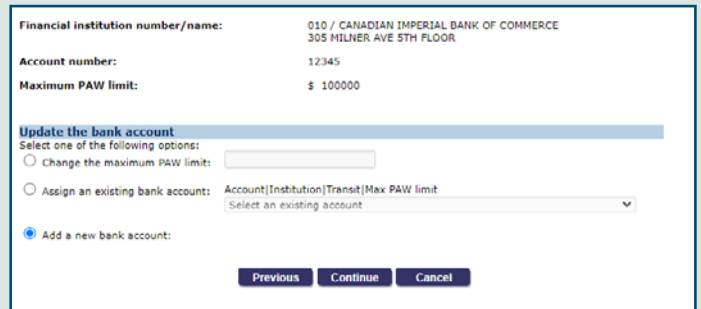 Financial institution number/name: 010 / CANADIAN IMPERIAL BANK OF COMMERCE
305 MILNER AVE 5TH FLOOR
Account number: 12345
Maximum PAW limit: $ 100000
Update the bank account
Select one of the following options:
Change the maximum PAW limit:
Assign an existing bank account: Account|Institution|Transit|Max PAW limit
Select an existing account
Add a new bank account:
Previous Continue Cancel